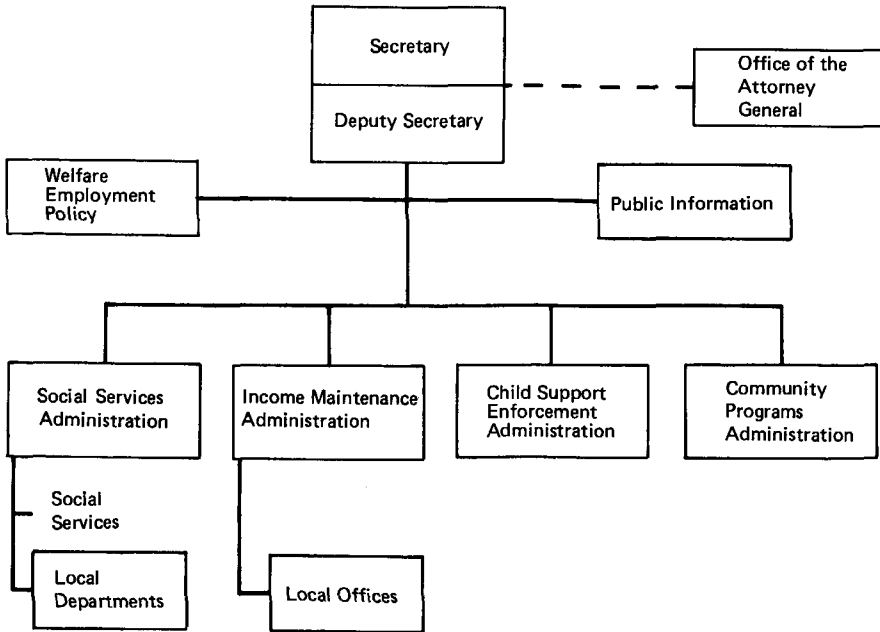 Secretary
Deputy Secretary
Office of the
Attorney
General
Welfare
Employment
Policy
Public Information
Social Services
Administration
Income Maintenance
Administration
Child Support
Enforcement
Administration
Community
Programs
Administration
Social
Services
Local
Departments
Local Offices